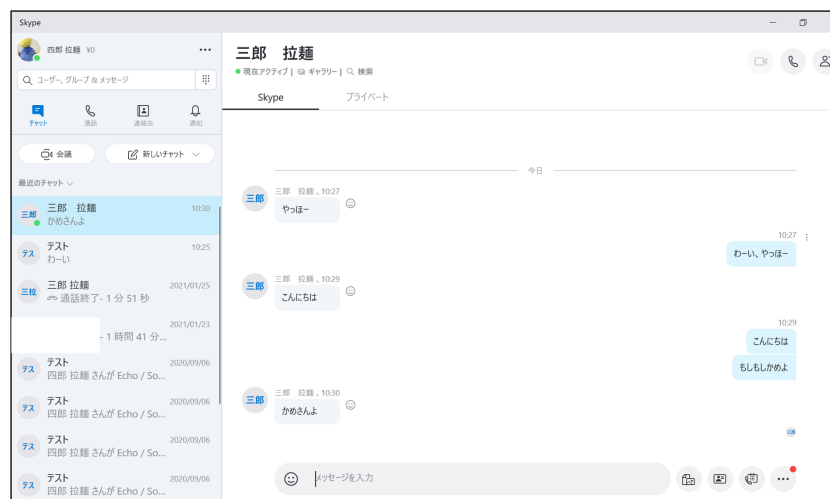 Skype
四郎 拉麺 ¥0
ユーザー、グループ & メッセージ
チャット 通話 連絡先 通知
会議 新しいチャット
最近のチャット
三郎 三郎 拉麺 10:30
かめさんよ
テス テスト 10:25
わーい
三拉 三郎 拉麺 2021/01/25
通話終了- 1 分 51 秒
2021/01/23
- 1 時間 41 分...
テス テスト 2020/09/06
四郎 拉麺 さんが Echo / So...
テス テスト 2020/09/06
四郎 拉麺 さんが Echo / So...
テス テスト 2020/09/06
四郎 拉麺 さんが Echo / So...
テス テスト 2020/09/06
四郎 拉麺 さんが Echo / So...
三郎 拉麺
現在アクティブ | ギャラリー | 検索
Skype プライベート
今日
三郎 拉麺 、10:27
三郎 やっほー
10:27
わーい、やっほー
三郎 拉麺 、10:29
三郎 こんにちは
10:29
こんにちは
もしもしかめよ
三郎 拉麺 、10:30
三郎 かめさんよ
三郎
メッセージを入力